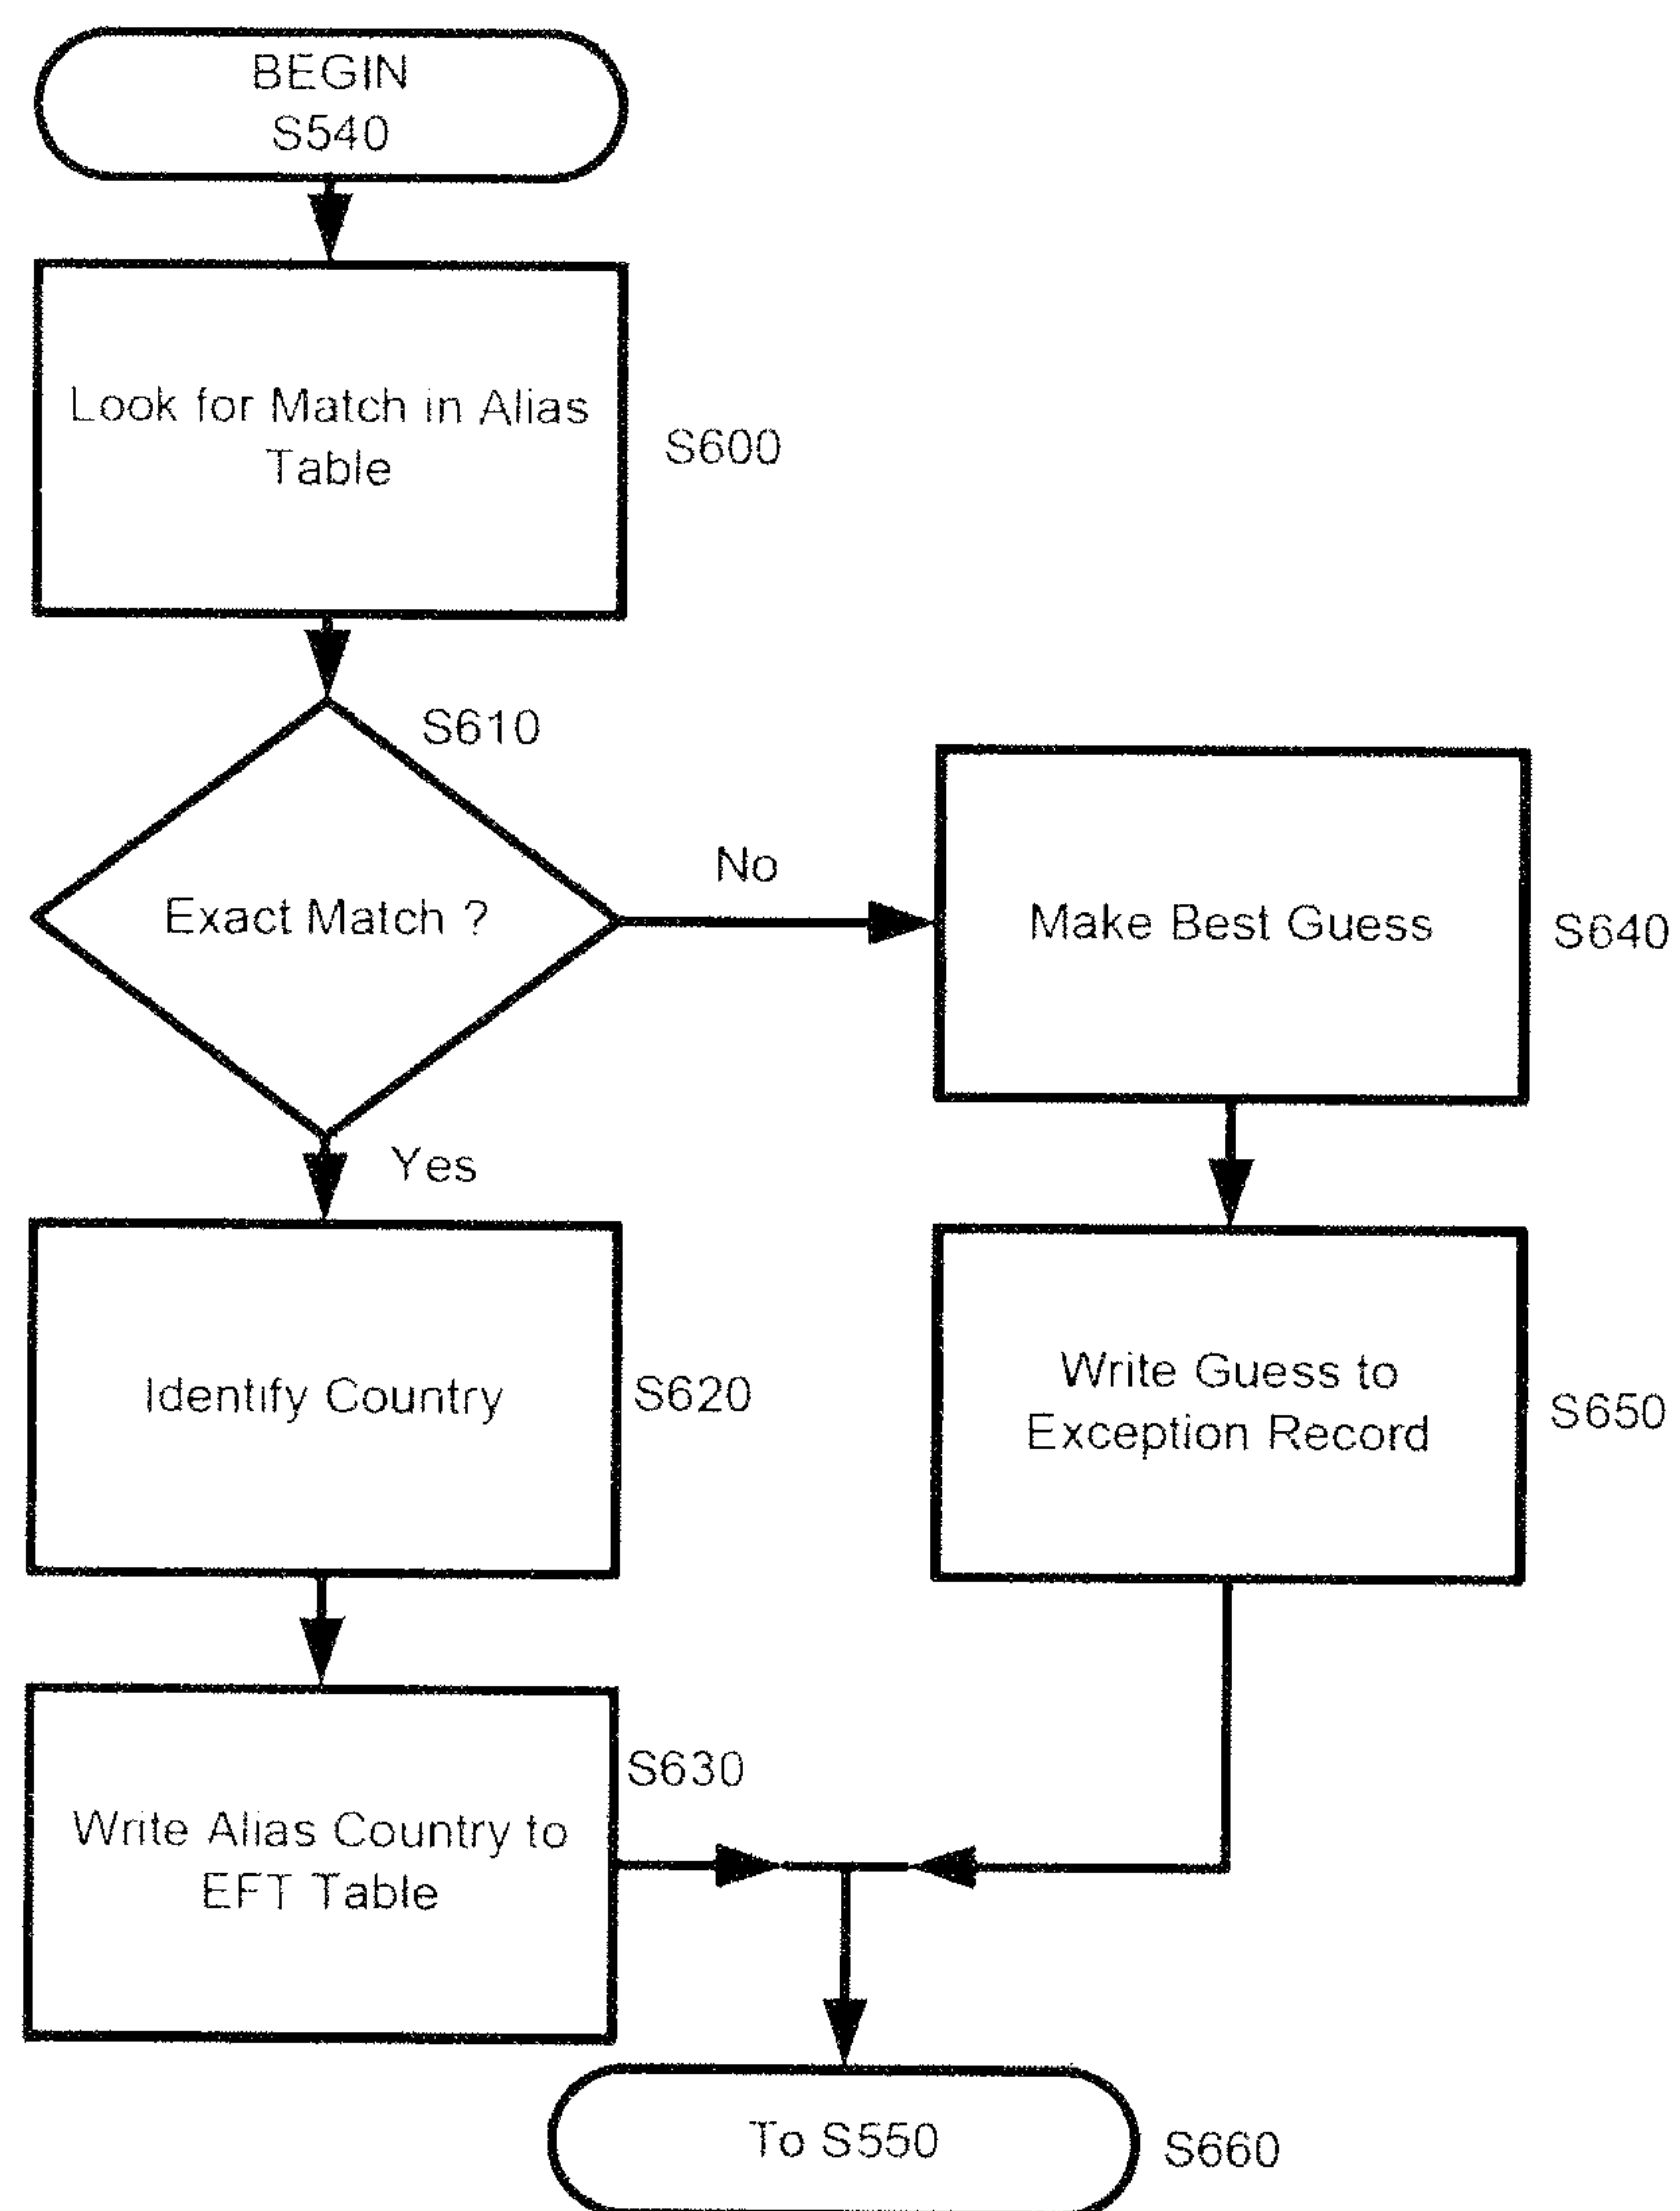 BEGIN
S540
Look for Match in Alias
Table
S600
S610
Exact Match ?
No
Make Best Guess
S640
Yes
Identify Country
S620
Write Guess to
Exception Record
S650
S630
Write Alias Country to
EFT Table
To S550
S660